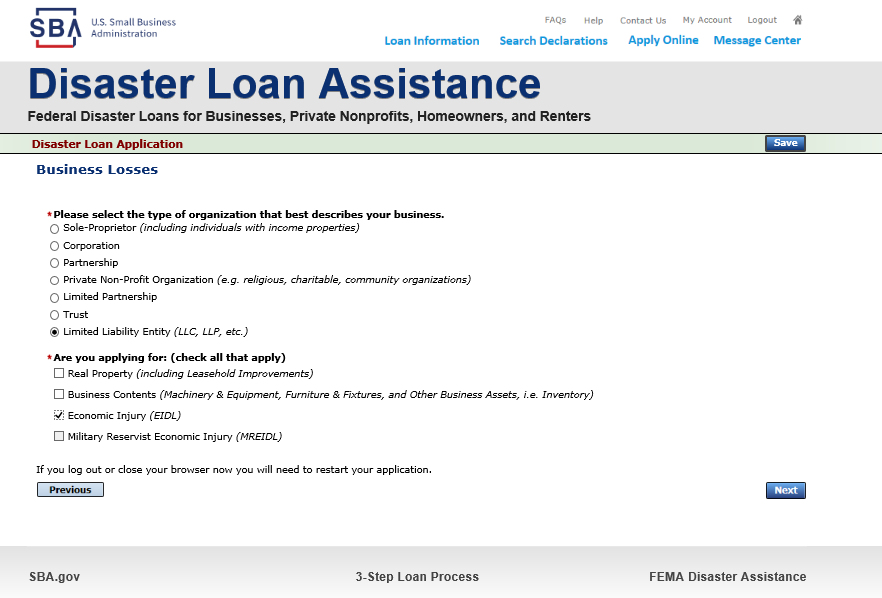 SBA
U.S. Small Business
Administration
FAQs Help Contact Us My Account Logout
Loan Information Search Declarations Apply Online Message Center
Disaster Loan Assistance
Federal Disaster Loans for Businesses, Private Nonprofits, Homeowners, and Renters
Disaster Loan Application Save
Business Losses
*Please select the type of organization that best describes your business.
Sole-Proprietor (including individuals with income properties)
Corporation
Partnership
Private Non-Profit Organization (e.g. religious, charitable, community organizations)
Limited Partnership
Trust
Limited Liability Entity (LLC, LLP, etc.)
*Are you applying for: (check all that apply)
Real Property (including Leasehold Improvements)
Business Contents (Machinery & Equipment, Furniture & Fixtures, and Other Business Assets, i.e. Inventory)
Economic Injury (EIDL)
Military Reservist Economic Injury (MREIDL)
If you log out or close your browser now you will need to restart your application.
Previous Next
SBA.gov 3-Step Loan Process FEMA Disaster Assistance